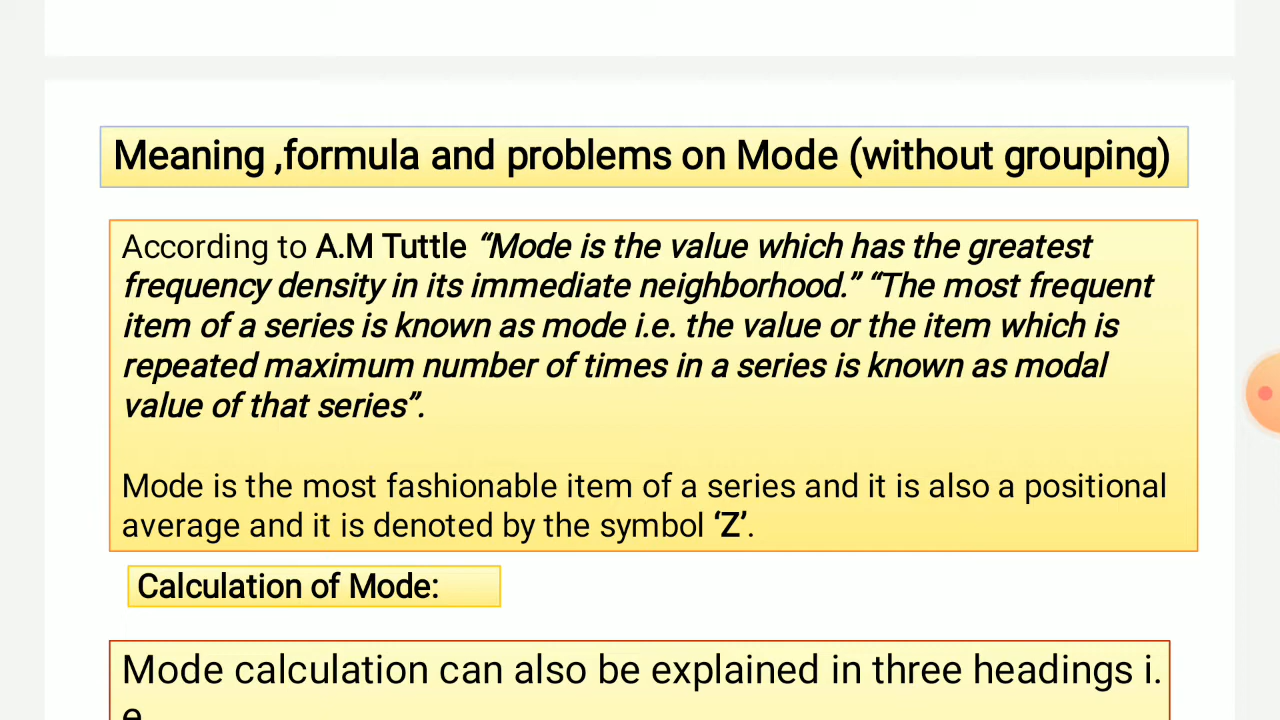 Meaning ,formula and problems on Mode (without grouping)
According to A.M Tuttle “Mode is the value which has the greatest
frequency density in its immediate neighborhood.” “The most frequent
item of a series is known as mode i.e. the value or the item which is
repeated maximum number of times in a series is known as modal
value of that series”.
Mode is the most fashionable item of a series and it is also a positional
average and it is denoted by the symbol ‘Z’.
Calculation of Mode:
Mode calculation can also be explained in three headings i.
e